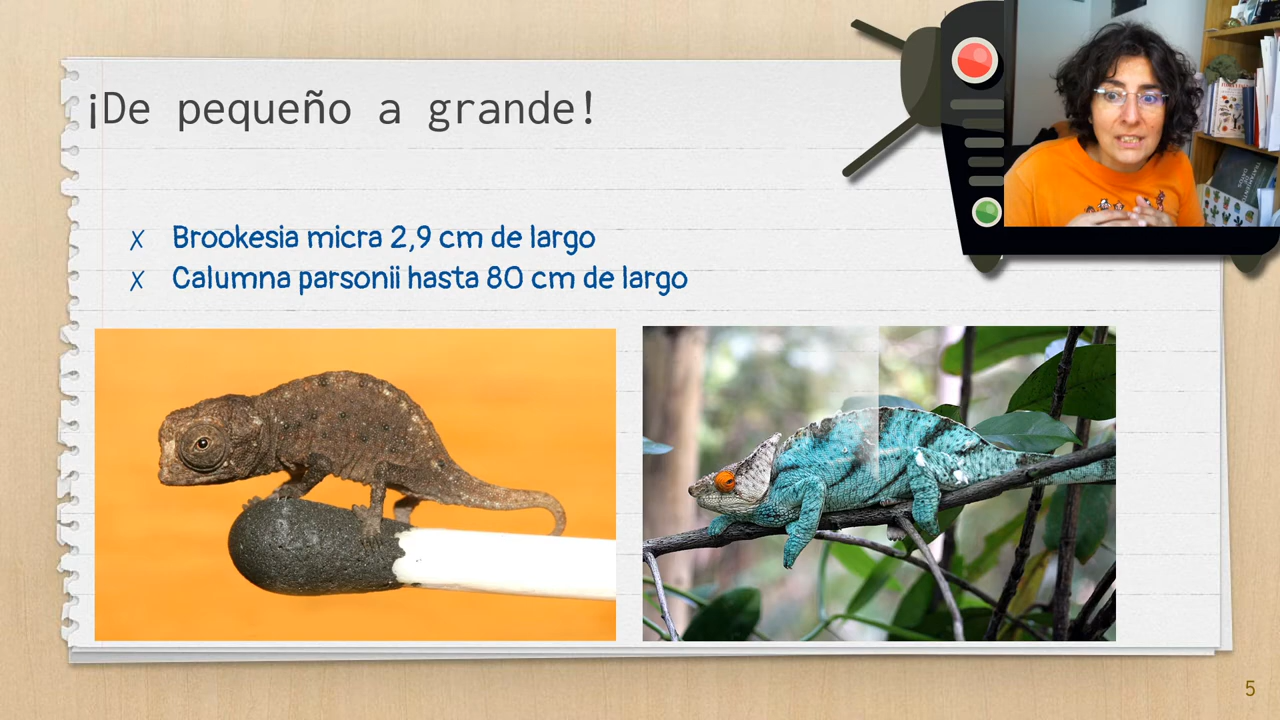 ¡De pequeño a grande!
x Brookesia micra 2,9 cm de largo
x Calumna parsonii hasta 80 cm de largo
5